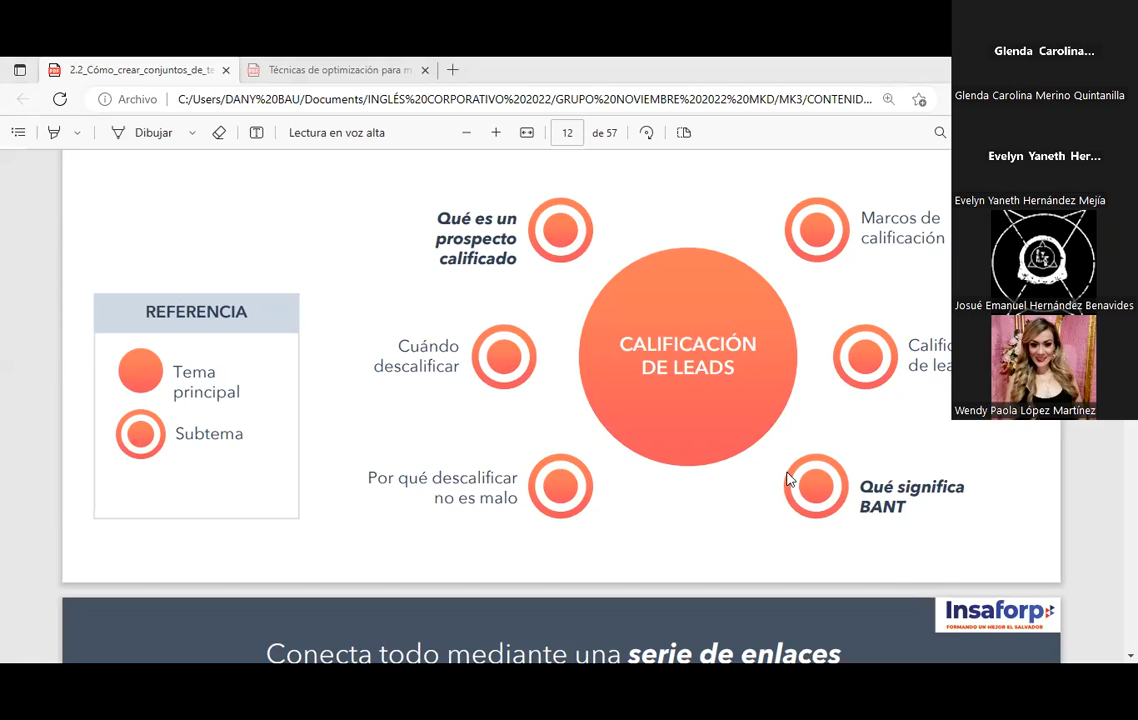 2.2_Cómo_crear_conjuntos_de_te
Técnicas de optimización para m
Archivo
C:/Users/DANY%20BAU/Documents/INGLÉS%20CORPORATIVO%202022/GRUPO%20NOVIEMBRE%202022%20MKD/MK3/CONTENID...
Dibujar
Lectura en voz alta
12
de 57
Qué es un
prospecto
calificado
Marcos de
calificación
REFERENCIA
Tema
principal
Subtema
Cuándo
descalificar
CALIFICACIÓN
DE LEADS
Calific
de lea
Por qué descalificar
no es malo
Qué significa
BANT
Insaforp
FORMANDO UN MEJOR EL SALVADOR
Conecta todo mediante una serie de enlaces
Glenda Carolina...
Glenda Carolina Merino Quintanilla
Evelyn Yaneth Her...
Evelyn Yaneth Hernández Mejía
Josué Emanuel Hernández Benavides
Wendy Paola López Martínez